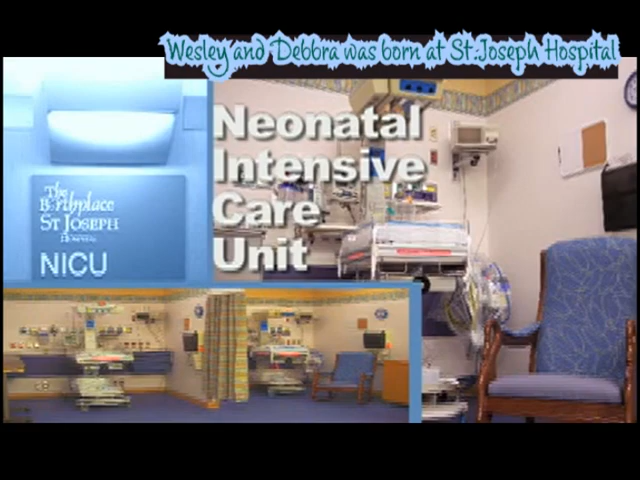 Wesley and Debbra was born at St.Joseph Hospital
Neonatal
Intensive
Care
Unit
The
Birthplace
ST JOSEPH
NICU